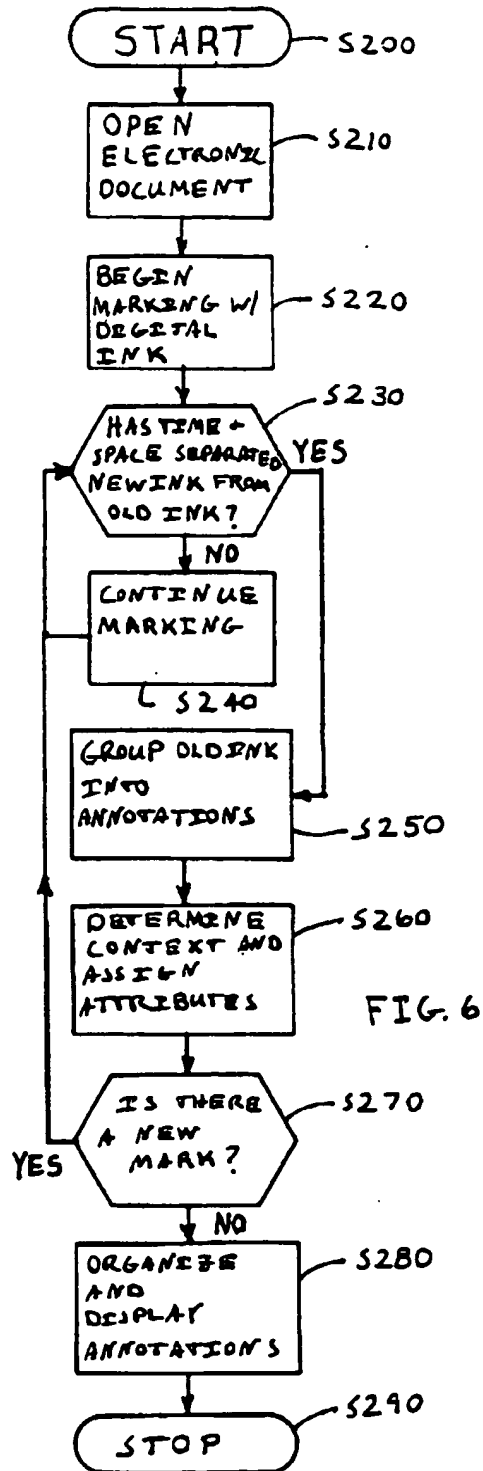 START
S200
OPEN
ELECTRONIC
DOCUMENT
S210
BEGIN
MARKING W/
DIGITAL
INK
S220
HAS TIME +
SPACE SEPARATED
NEW INK FROM
OLD INK?
S230
YES
NO
CONTINUE
MARKING
S240
GROUP OLD INK
INTO
ANNOTATIONS
S250
DETERMINE
CONTEXT AND
ASSIGN
ATTRIBUTES
S260
FIG. 6
IS THERE
A NEW
MARK?
S270
YES
NO
ORGANIZE
AND
DISPLAY
ANNOTATIONS
S280
STOP
S290